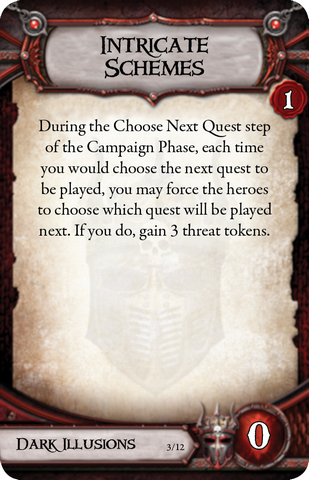 Intricate
Schemes
1
During the Choose Next Quest step
of the Campaign Phase, each time
you would choose the next quest to
be played, you may force the heroes
to choose which quest will be played
next. If you do, gain 3 threat tokens.
Dark Illusions
3/12
0